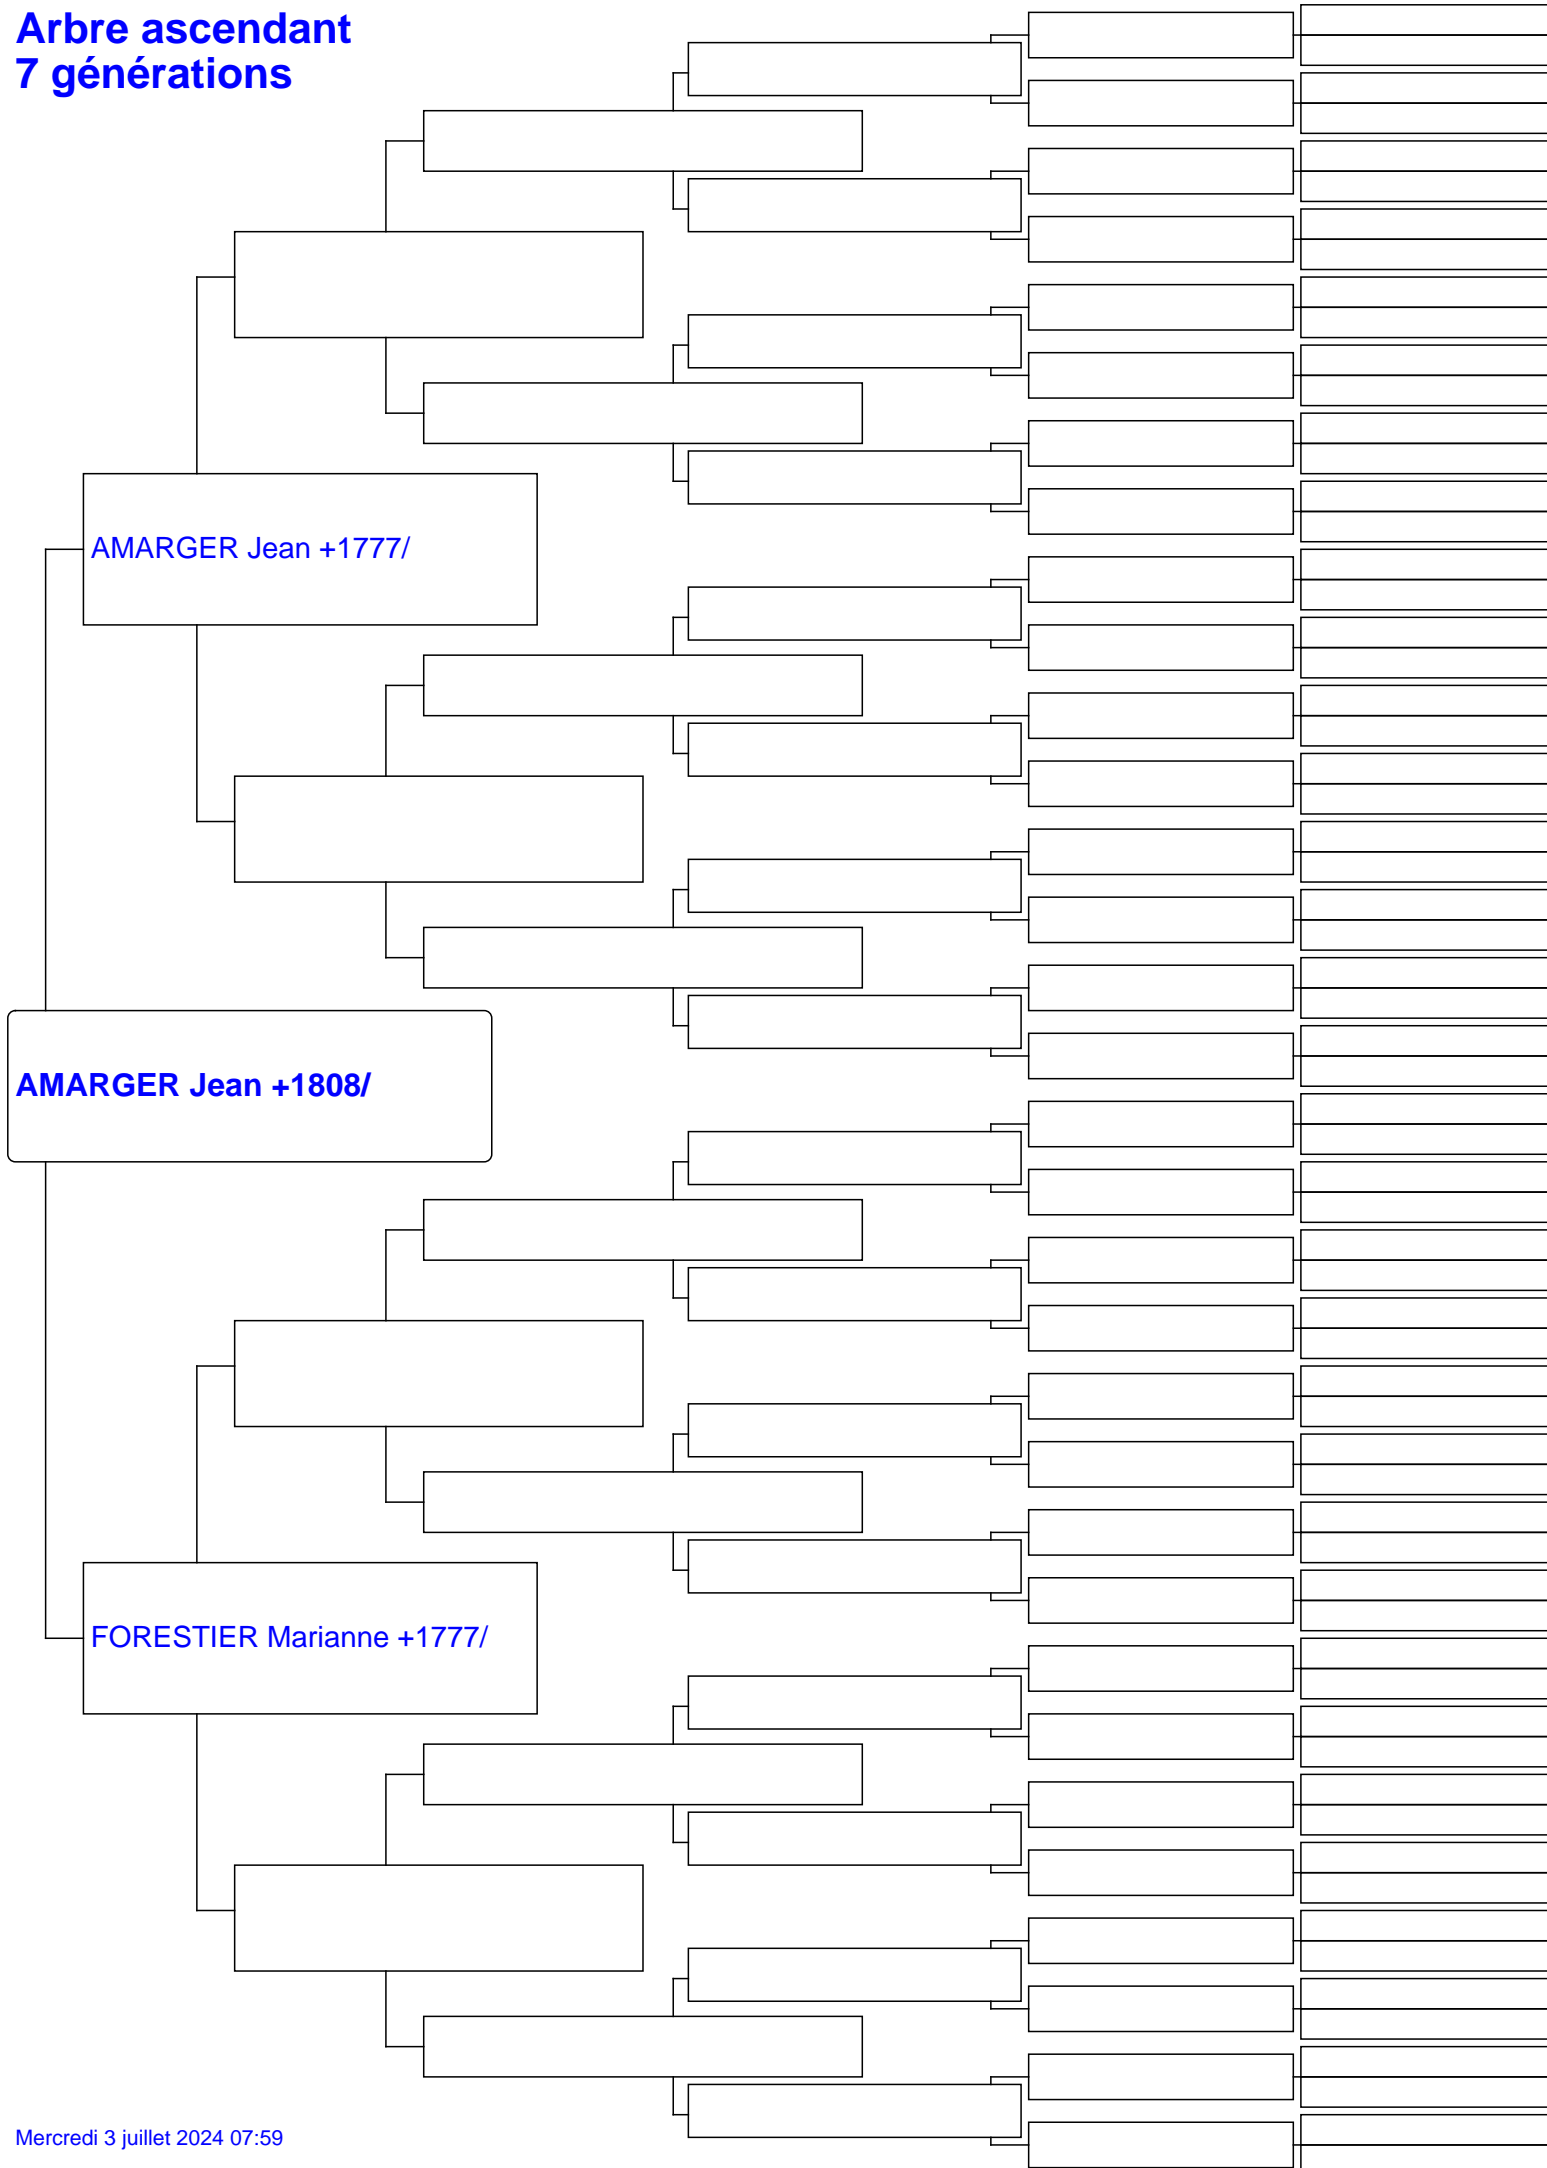 Arbre ascendant
7 générations
AMARGER Jean +1777/
AMARGER Jean +1808/
FORESTIER Marianne +1777/
Mercredi 3 juillet 2024 07:59